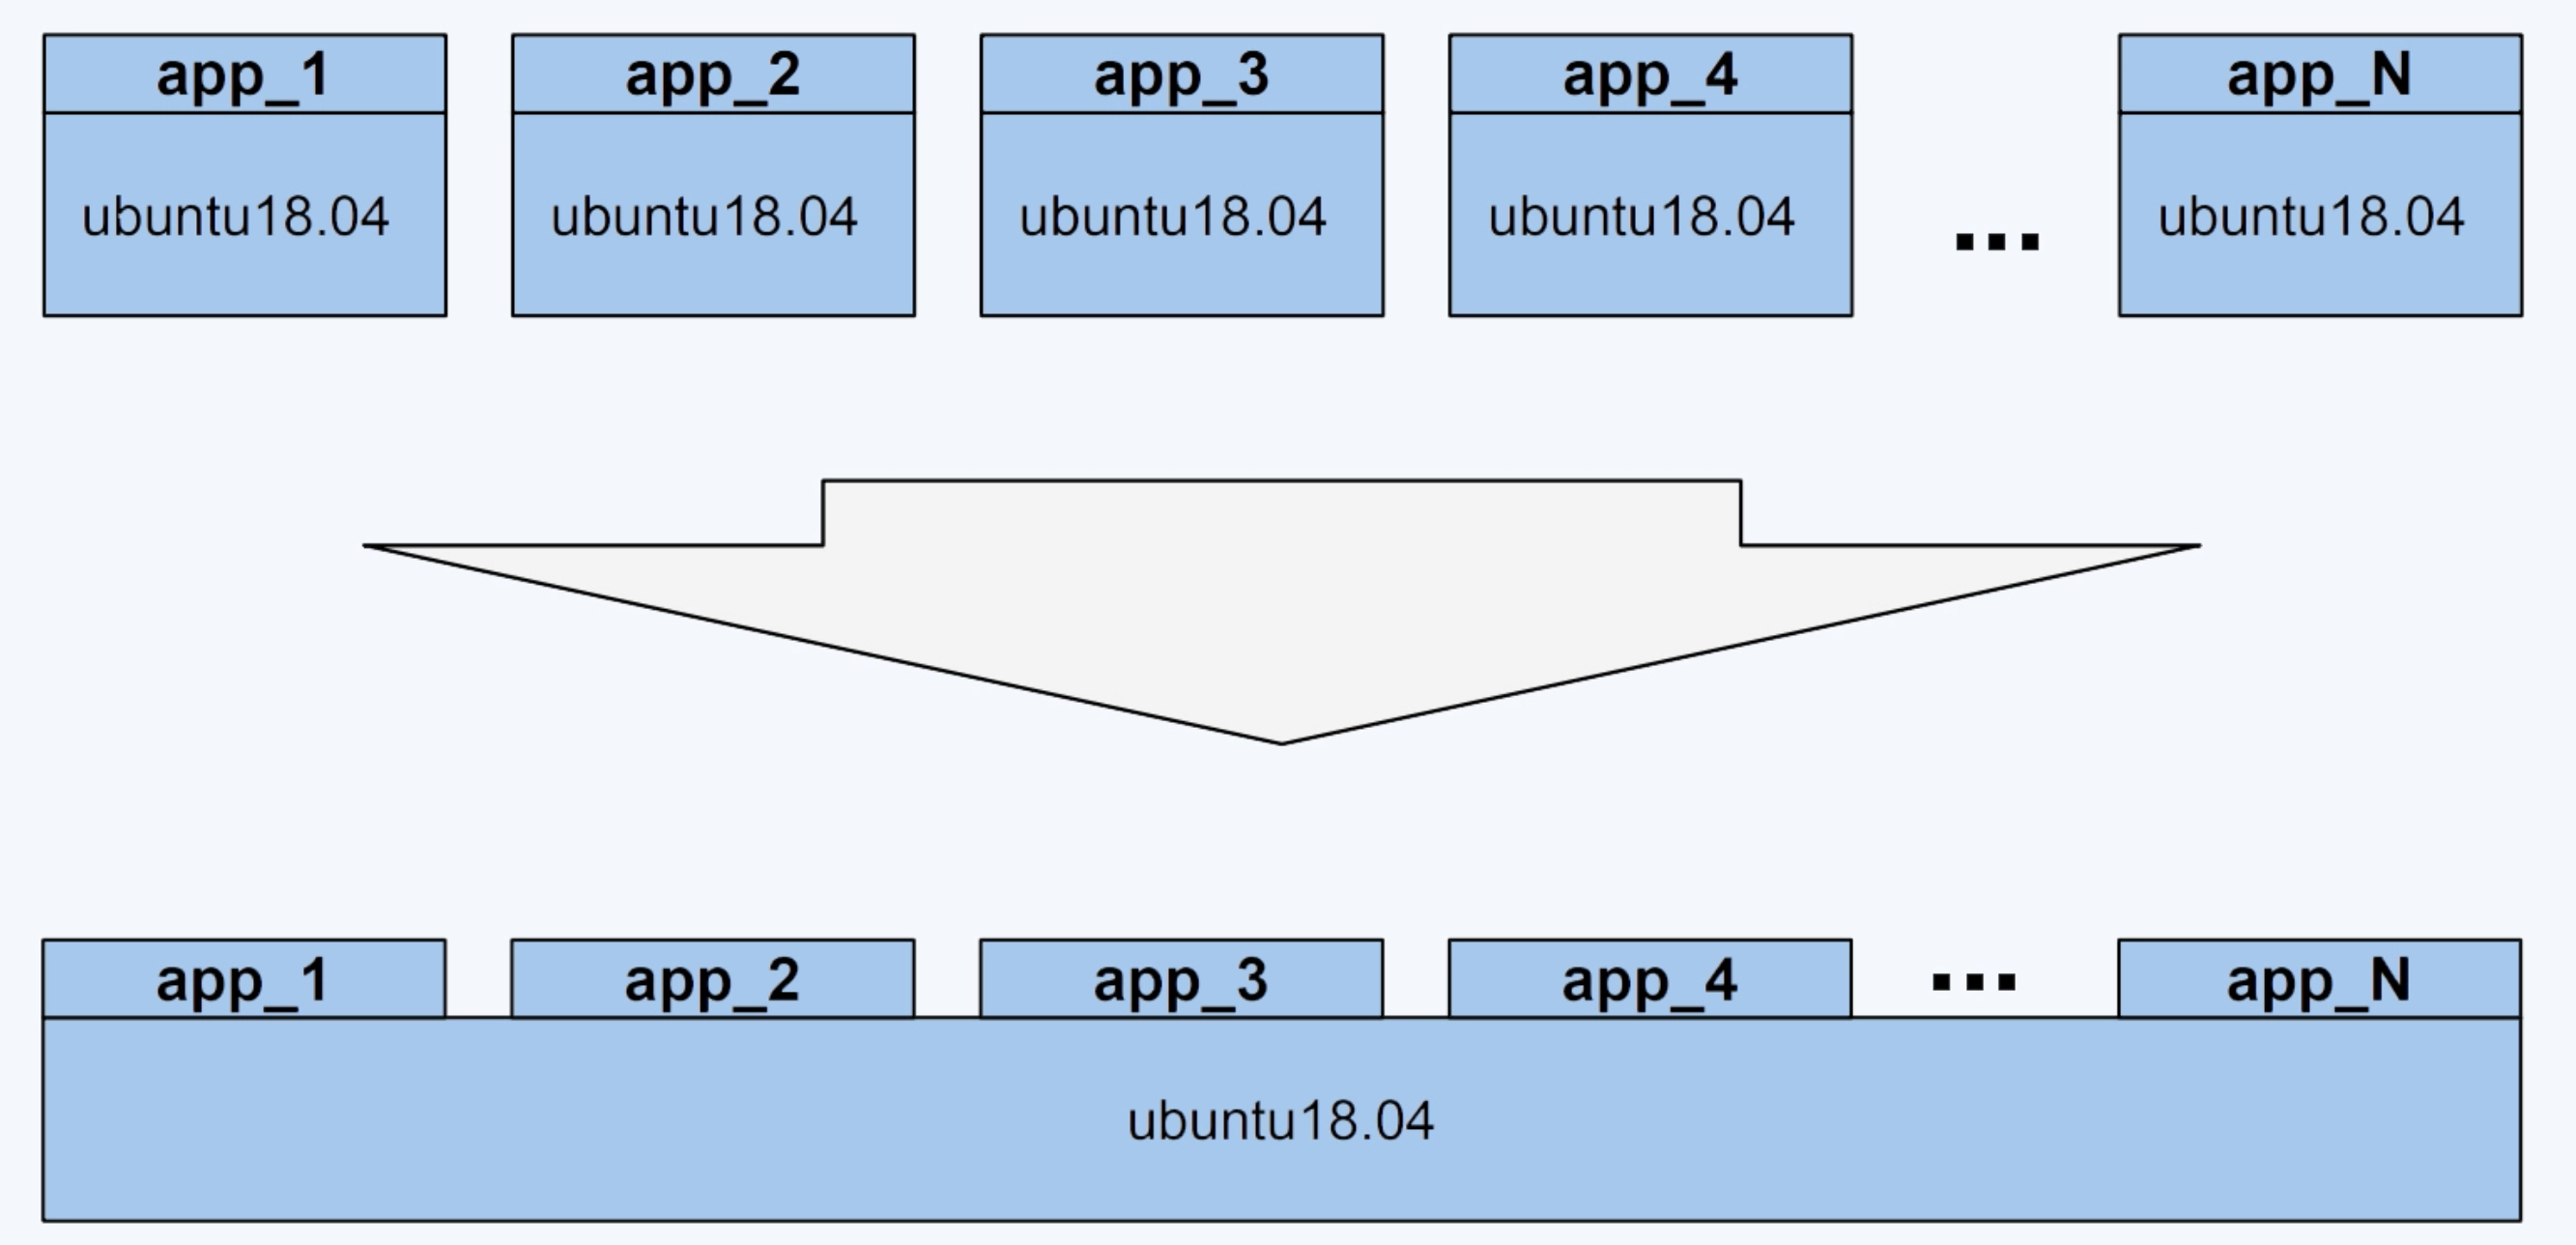 app_1 app_2 app_3 app_4 app_N
ubuntu18.04 ubuntu18.04 ubuntu18.04 ubuntu18.04 ... ubuntu18.04
app_1 app_2 app_3 app_4 ... app_N
ubuntu18.04